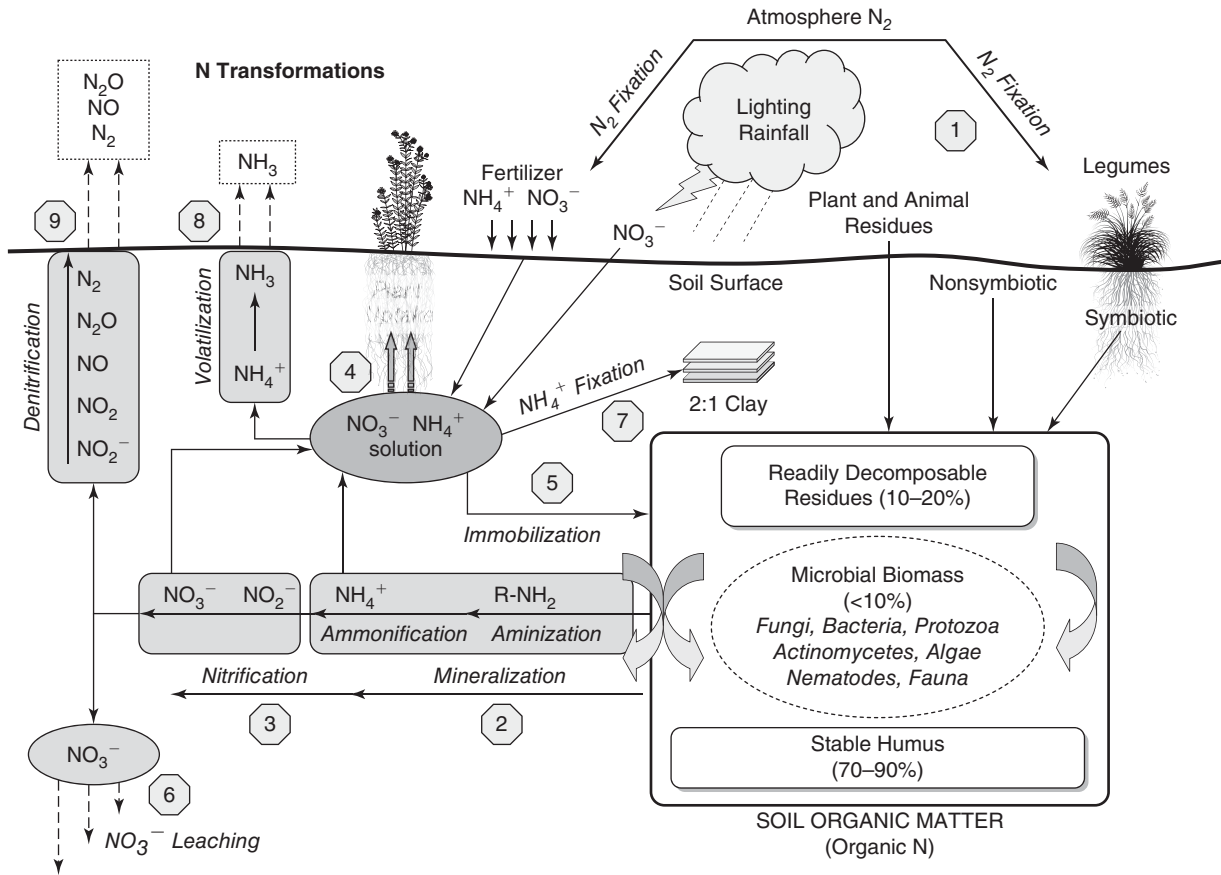 Atmosphere N₂
N Transformations
N₂O
NO
N₂
NH₃
N₂ Fixation
N₂ Fixation
Lighting
Rainfall
1
Legumes
Fertilizer
NH₄⁺ NO₃⁻
Plant and Animal
Residues
9
8
NO₃⁻
Soil Surface
Nonsymbiotic
Symbiotic
Denitrification
N₂
N₂O
NO
NO₂
NO₂⁻
Volatilization
NH₃
NH₄⁺
Plant
Uptake
4
NO₃⁻ NH₄⁺
solution
NH₄⁺ Fixation
7
2:1 Clay
5
Immobilization
Readily Decomposable
Residues (10–20%)
Microbial Biomass
(<10%)
Fungi, Bacteria, Protozoa
Actinomycetes, Algae
Nematodes, Fauna
Stable Humus
(70–90%)
SOIL ORGANIC MATTER
(Organic N)
NO₃⁻ NO₂⁻
NH₄⁺ R-NH₂
Ammonification Aminization
Nitrification Mineralization
3
2
NO₃⁻
6
NO₃⁻ Leaching